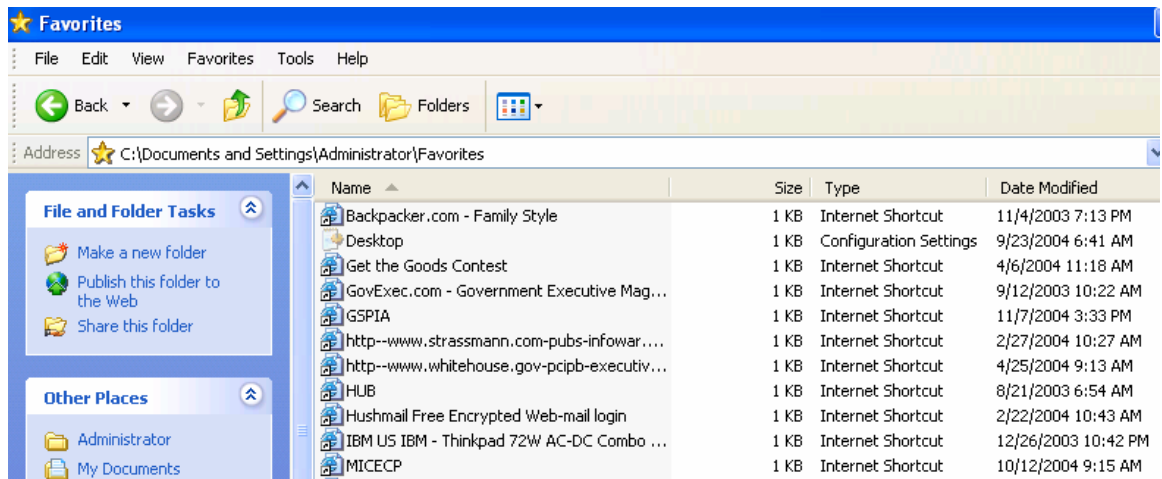 Favorites
File Edit View Favorites Tools Help
Back Search Folders
Address C:\Documents and Settings\Administrator\Favorites
Name Size Type Date Modified
File and Folder Tasks
Make a new folder
Publish this folder to
the Web
Share this folder
Other Places
Administrator
My Documents
Backpacker.com - Family Style 1 KB Internet Shortcut 11/4/2003 7:13 PM
Desktop 1 KB Configuration Settings 9/23/2004 6:41 AM
Get the Goods Contest 1 KB Internet Shortcut 4/6/2004 11:18 AM
GovExec.com - Government Executive Mag... 1 KB Internet Shortcut 9/12/2003 10:22 AM
GSPIA 1 KB Internet Shortcut 11/7/2004 3:33 PM
http--www.strassmann.com-pubs-infowar.... 1 KB Internet Shortcut 2/27/2004 10:27 AM
http--www.whitehouse.gov-pcipb-executiv... 1 KB Internet Shortcut 4/25/2004 9:13 AM
HUB 1 KB Internet Shortcut 8/21/2003 6:54 AM
Hushmail Free Encrypted Web-mail login 1 KB Internet Shortcut 2/22/2004 10:43 AM
IBM US IBM - Thinkpad 72W AC-DC Combo ... 1 KB Internet Shortcut 12/26/2003 10:42 PM
MICECP 1 KB Internet Shortcut 10/12/2004 9:15 AM